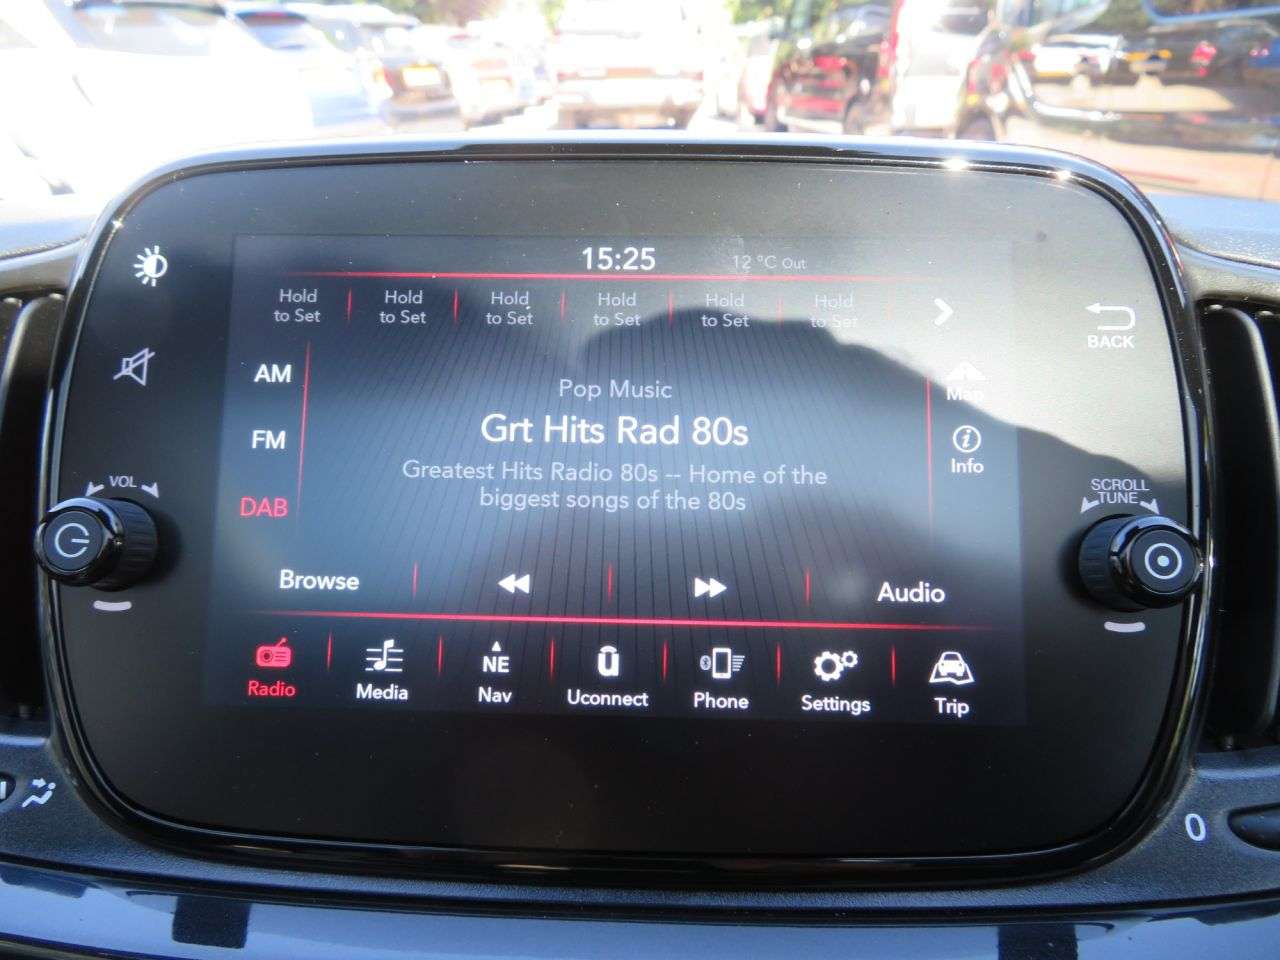 15:25
12 °C Out
Hold to Set
Hold to Set
Hold to Set
Hold to Set
Hold to Set
Hold to Set
BACK
AM
Map
Pop Music
Grt Hits Rad 80s
FM
Info
Greatest Hits Radio 80s -- Home of the
biggest songs of the 80s
VOL
SCROLL
TUNE
DAB
Browse
Audio
NE
Radio
Media
Nav
Uconnect
Phone
Settings
Trip
0